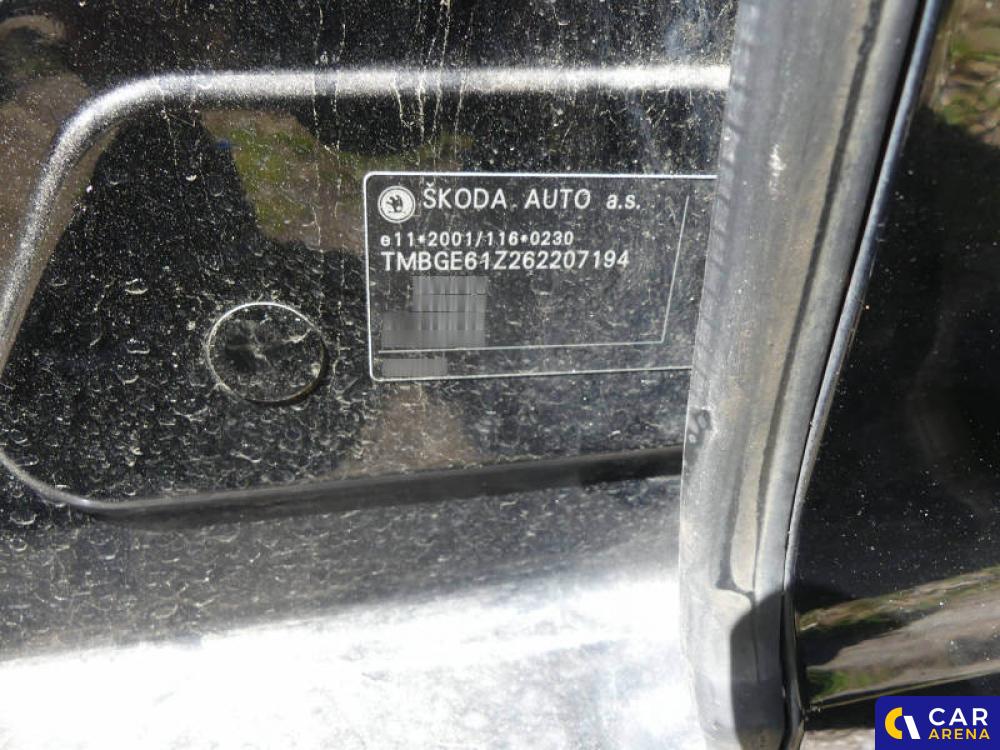 ŠKODA AUTO a.s.
e11*2001/116*0230
TMBGE61Z262207194
CAR
ARENA